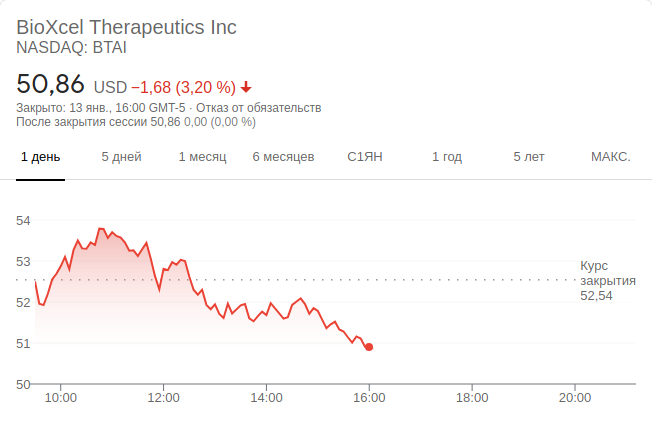 BioXcel Therapeutics Inc
NASDAQ: BTAI
50,86 USD −1,68 (3,20 %)
Закрыто: 13 янв., 16:00 GMT-5 · Отказ от обязательств
После закрытия сессии 50,86 0,00 (0,00 %)
1 день 5 дней 1 месяц 6 месяцев С1ЯН 1 год 5 лет МАКС.
54
53
Курс
закрытия
52,54
52
51
50
10:00 12:00 14:00 16:00 18:00 20:00